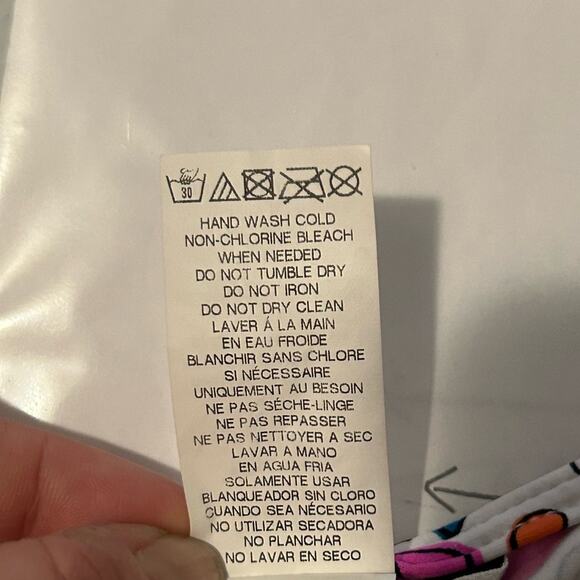 30
HAND WASH COLD
NON-CHLORINE BLEACH
WHEN NEEDED
DO NOT TUMBLE DRY
DO NOT IRON
DO NOT DRY CLEAN
LAVER Á LA MAIN
EN EAU FROIDE
BLANCHIR SANS CHLORE
SI NÉCESSAIRE
UNIQUEMENT AU BESOIN
NE PAS SÉCHE-LINGE
NE PAS REPASSER
NE PAS NETTOYER A SEC
LAVAR A MANO
EN AGUA FRIA
SOLAMENTE USAR
BLANQUEADOR SIN CLORO
CUANDO SEA NECESARIO
NO UTILIZAR SECADORA
NO PLANCHAR
NO LAVAR EN SECO